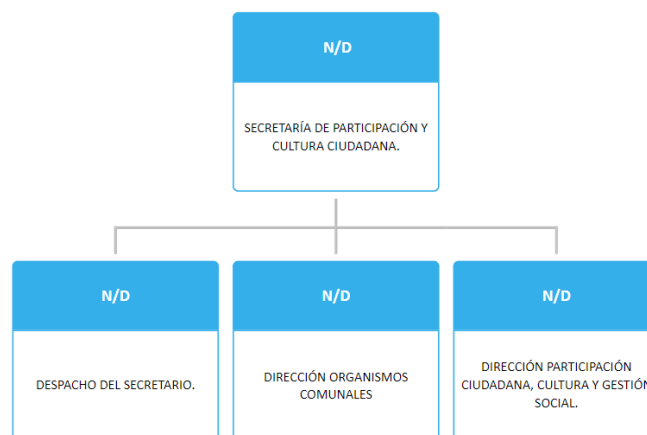 N/D
SECRETARÍA DE PARTICIPACIÓN Y
CULTURA CIUDADANA.
N/D
DESPACHO DEL SECRETARIO.
N/D
DIRECCIÓN ORGANISMOS
COMUNALES
N/D
DIRECCIÓN PARTICIPACIÓN
CIUDADANA, CULTURA Y GESTIÓN
SOCIAL.